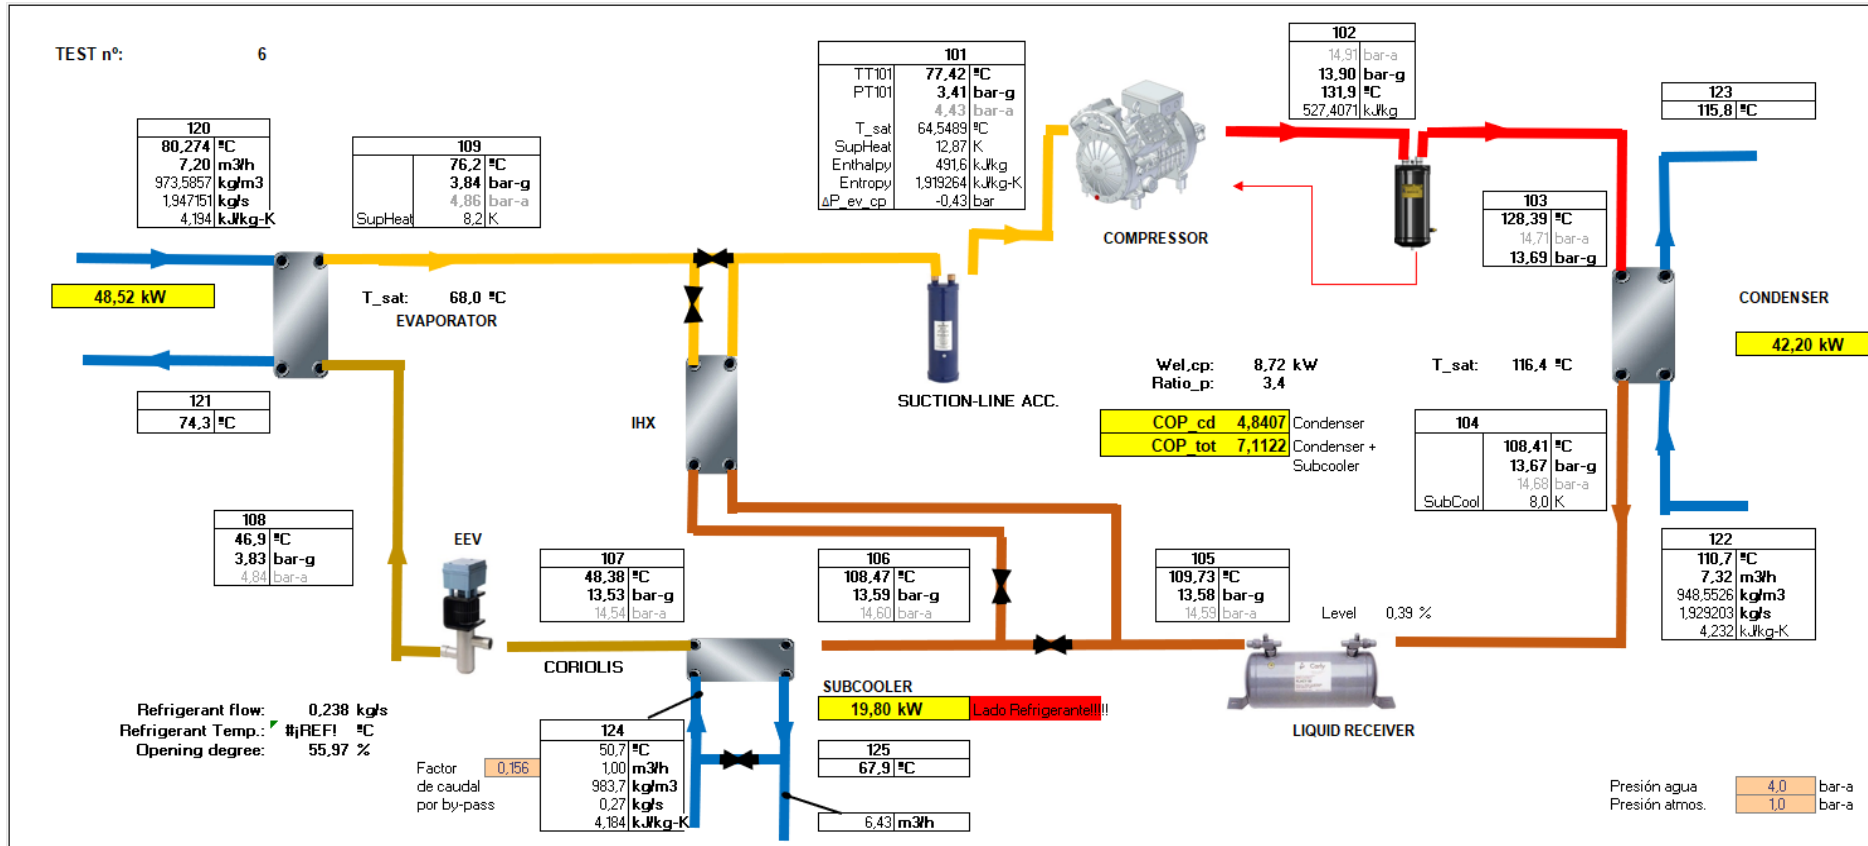 TEST nº: 6
120
80,274 ºC
7,20 m3/h
973,5857 kg/m3
1,947151 kg/s
4,194 kJ/kg-K
109
76,2 ºC
3,84 bar-g
4,86 bar-a
SupHeat 8,2 K
101
TT101 77,42 ºC
PT101 3,41 bar-g
4,43 bar-a
T_sat 64,5489 ºC
SupHeat 12,87 K
Enthalpy 491,6 kJ/kg
Entropy 1,919264 kJ/kg-K
ΔP_ev_cp -0,43 bar
COMPRESSOR
102
14,91 bar-a
13,90 bar-g
131,9 ºC
527,4071 kJ/kg
123
115,8 ºC
103
128,39 ºC
14,71 bar-a
13,69 bar-g
48,52 kW
T_sat: 68,0 ºC
EVAPORATOR
CONDENSER
42,20 kW
121
74,3 ºC
IHX
SUCTION-LINE ACC.
Wel,cp: 8,72 kW
Ratio_p: 3,4
T_sat: 116,4 ºC
COP_cd 4,8407 Condenser
COP_tot 7,1122 Condenser +
Subcooler
104
108,41 ºC
13,67 bar-g
14,68 bar-a
SubCool 8,0 K
108
46,9 ºC
3,83 bar-g
4,84 bar-a
EEV
107
48,38 ºC
13,53 bar-g
14,54 bar-a
106
108,47 ºC
13,59 bar-g
14,60 bar-a
105
109,73 ºC
13,58 bar-g
14,59 bar-a
Level 0,39 %
122
110,7 ºC
7,32 m3/h
948,5526 kg/m3
1,929203 kg/s
4,232 kJ/kg-K
CORIOLIS
SUBCOOLER
19,80 kW Lado Refrigerante!!!!!
LIQUID RECEIVER
Refrigerant flow: 0,238 kg/s
Refrigerant Temp.: #¡REF! ºC
Opening degree: 55,97 %
Factor 0,156
de caudal
por by-pass
124
50,7 ºC
1,00 m3/h
983,7 kg/m3
0,27 kg/s
4,184 kJ/kg-K
125
67,9 ºC
6,43 m3/h
Presión agua 4,0 bar-a
Presión atmos. 1,0 bar-a